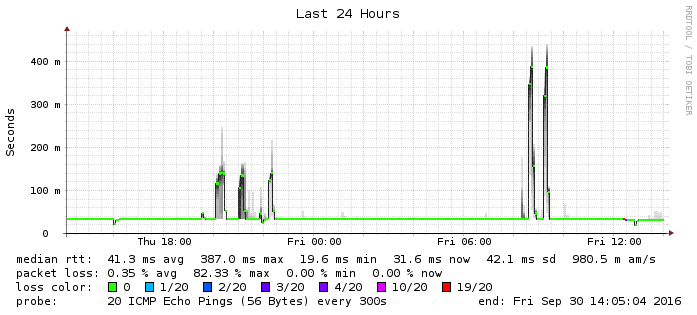 Last 24 Hours
RRDTOOL / TOBI OETIKER
Seconds
400 m
300 m
200 m
100 m
0
Thu 18:00 Fri 00:00 Fri 06:00 Fri 12:00
median rtt: 41.3 ms avg 387.0 ms max 19.6 ms min 31.6 ms now 42.1 ms sd 980.5 m am/s
packet loss: 0.35 % avg 82.33 % max 0.00 % min 0.00 % now
loss color: 0 1/20 2/20 3/20 4/20 10/20 19/20
probe: 20 ICMP Echo Pings (56 Bytes) every 300s end: Fri Sep 30 14:05:04 2016